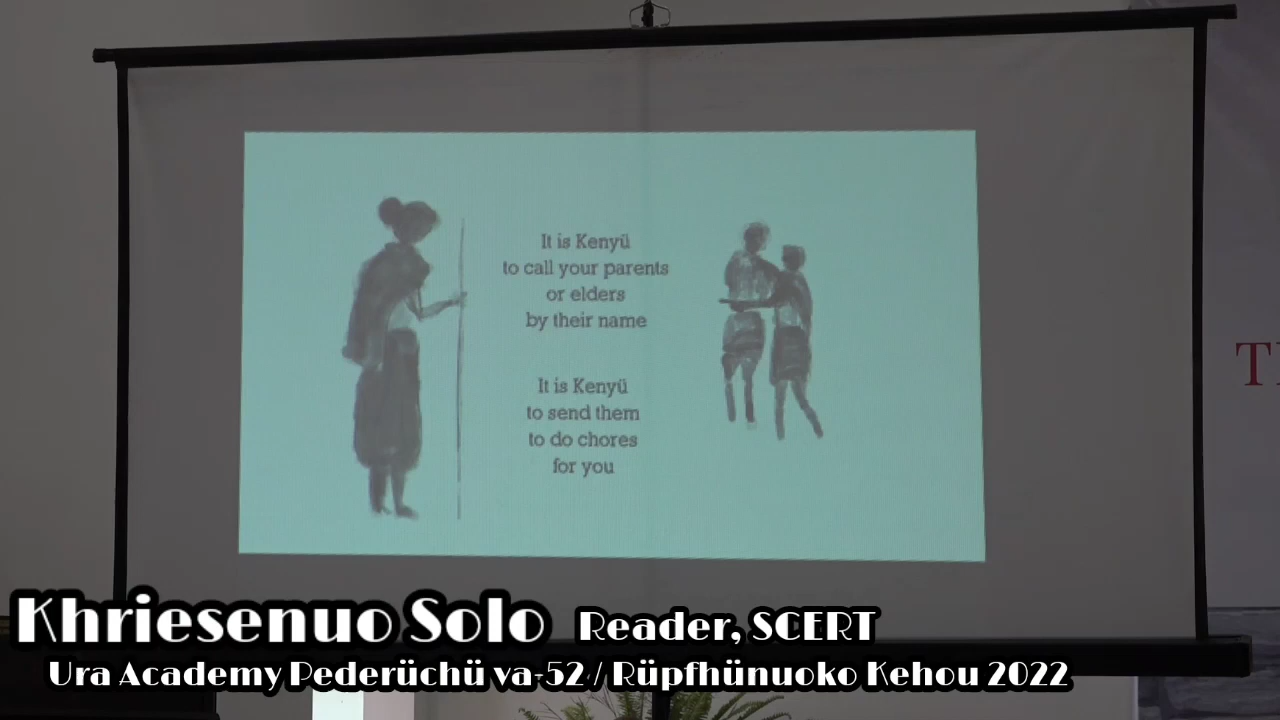 It is Kenyü
to call your parents
or elders
by their name
It is Kenyü
to send them
to do chores
for you
Khriesenuo Solo Reader, SCERT
Ura Academy Pederüchü va-52 / Rüpfhünuoko Kehou 2022